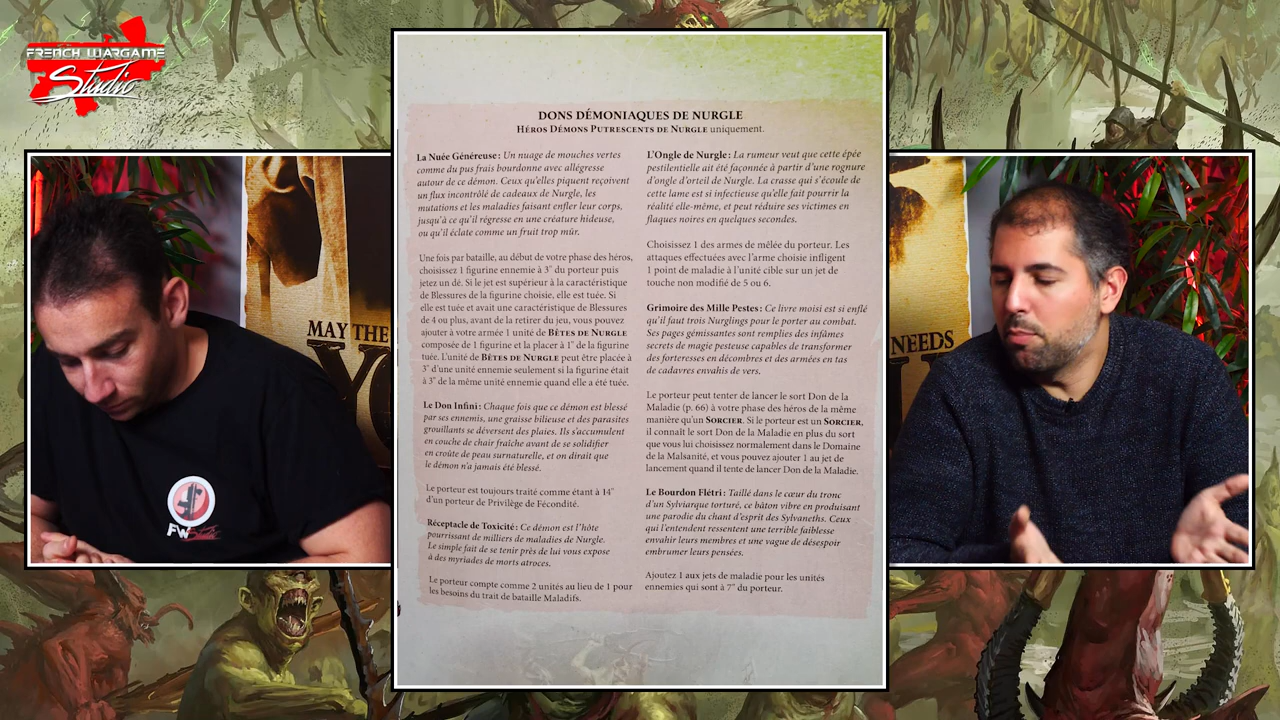 FRENCH WARGAME
Studio
MAY THE
YO
FW
NEEDS
DONS DÉMONIAQUES DE NURGLE
HÉROS DÉMONS PUTRESCENTS DE NURGLE uniquement.
La Nuée Généreuse : Un nuage de mouches vertes
comme du pus frais bourdonne avec allégresse
autour de ce démon. Ceux qu'elles piquent reçoivent
un flux incontrôlé de cadeaux de Nurgle, les
mutations et les maladies faisant enfler leur corps,
jusqu'à ce qu'il régresse en une créature hideuse,
ou qu'il éclate comme un fruit trop mûr.
Une fois par bataille, au début de votre phase des héros,
choisissez 1 figurine ennemie à 3" du porteur puis
jetez un dé. Si le jet est supérieur à la caractéristique
de Blessures de la figurine choisie, elle est tuée. Si
elle est tuée et avait une caractéristique de Blessures
de 4 ou plus, avant de la retirer du jeu, vous pouvez
ajouter à votre armée 1 unité de BÊTES DE NURGLE
composée de 1 figurine et la placer à 1" de la figurine
tuée. L'unité de BÊTES DE NURGLE peut être placée à
3" d'une unité ennemie seulement si la figurine était
à 3" de la même unité ennemie quand elle a été tuée.
Le Don Infini : Chaque fois que ce démon est blessé
par ses ennemis, une graisse bilieuse et des parasites
grouillants se déversent des plaies. Ils s'accumulent
en couche de chair fraîche avant de se solidifier
en croûte de peau surnaturelle, et on dirait que
le démon n'a jamais été blessé.
Le porteur est toujours traité comme étant à 14"
d'un porteur de Privilège de Fécondité.
Réceptacle de Toxicité : Ce démon est l'hôte
pourrissant de milliers de maladies de Nurgle.
Le simple fait de se tenir près de lui vous expose
à des myriades de morts atroces.
Le porteur compte comme 2 unités au lieu de 1 pour
les besoins du trait de bataille Maladifs.
L'Ongle de Nurgle : La rumeur veut que cette épée
pestilentielle ait été façonnée à partir d'une rognure
d'ongle d'orteil de Nurgle. La crasse qui s'écoule de
cette lame est si infectieuse qu'elle fait pourrir la
réalité elle-même, et peut réduire ses victimes en
flaques noires en quelques secondes.
Choisissez 1 des armes de mêlée du porteur. Les
attaques effectuées avec l'arme choisie infligent
1 point de maladie à l'unité cible sur un jet de
touche non modifié de 5 ou 6.
Grimoire des Mille Pestes : Ce livre moisi est si enflé
qu'il faut trois Nurglings pour le porter au combat.
Ses pages gémissantes sont remplies des infâmes
secrets de magie pesteuse capables de transformer
des forteresses en décombres et des armées en tas
de cadavres envahis de vers.
Le porteur peut tenter de lancer le sort Don de la
Maladie (p. 66) à votre phase des héros de la même
manière qu'un SORCIER. Si le porteur est un SORCIER,
il connaît le sort Don de la Maladie en plus du sort
que vous lui choisissez normalement dans le Domaine
de la Malsanité, et vous pouvez ajouter 1 au jet de
lancement quand il tente de lancer Don de la Maladie.
Le Bourdon Flétri : Taillé dans le cœur du tronc
d'un Sylviarque torturé, ce bâton vibre en produisant
une parodie du chant d'esprit des Sylvaneths. Ceux
qui l'entendent ressentent une terrible faiblesse
envahir leurs membres et une vague de désespoir
embrumer leurs pensées.
Ajoutez 1 aux jets de maladie pour les unités
ennemies qui sont à 7" du porteur.